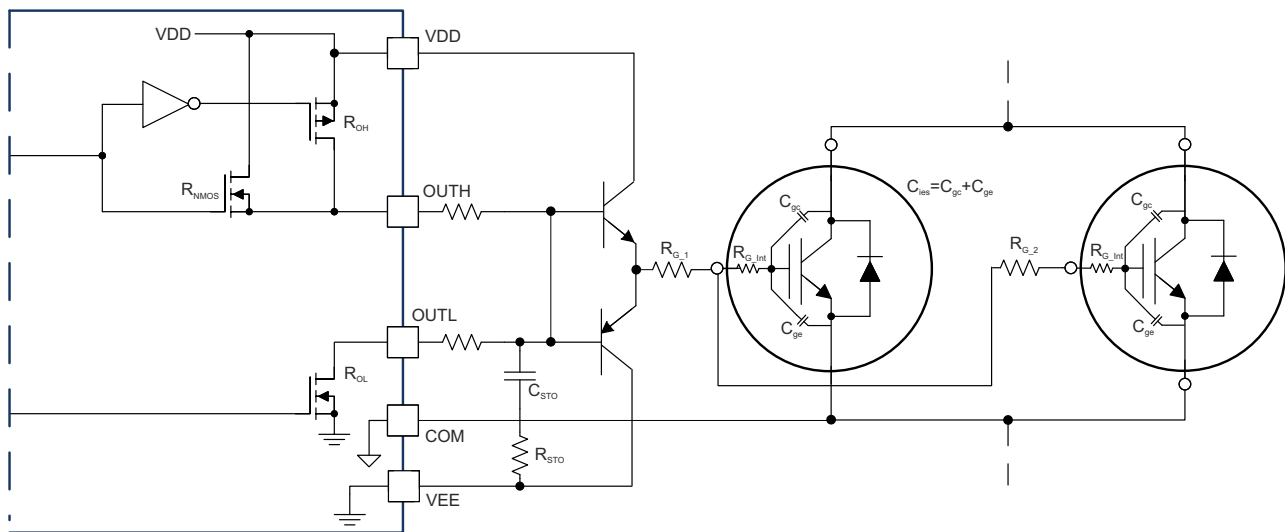 VDD
VDD
R_OH
R_NMOS
OUTH
C_ies=C_gc+C_ge
C_gc
C_gc
R_G_1
R_G_Int
R_G_2
R_G_Int
C_ge
C_ge
OUTL
R_OL
C_STO
COM
R_STO
VEE